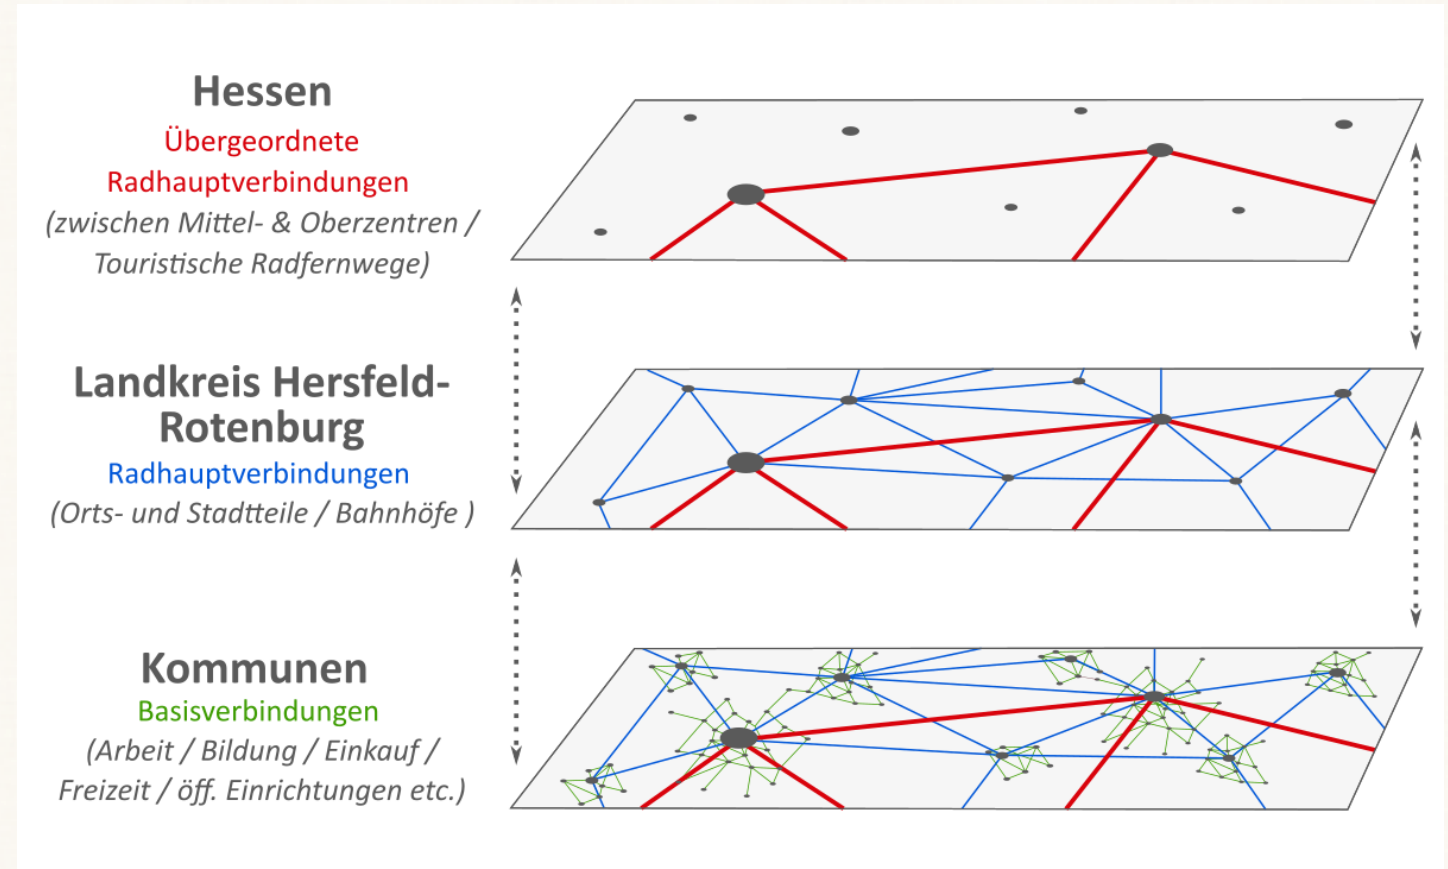 Hessen
Übergeordnete
Radhauptverbindungen
(zwischen Mittel- & Oberzentren /
Touristische Radfernwege)
Landkreis Hersfeld-
Rotenburg
Radhauptverbindungen
(Orts- und Stadtteile / Bahnhöfe )
Kommunen
Basisverbindungen
(Arbeit / Bildung / Einkauf /
Freizeit / öff. Einrichtungen etc.)